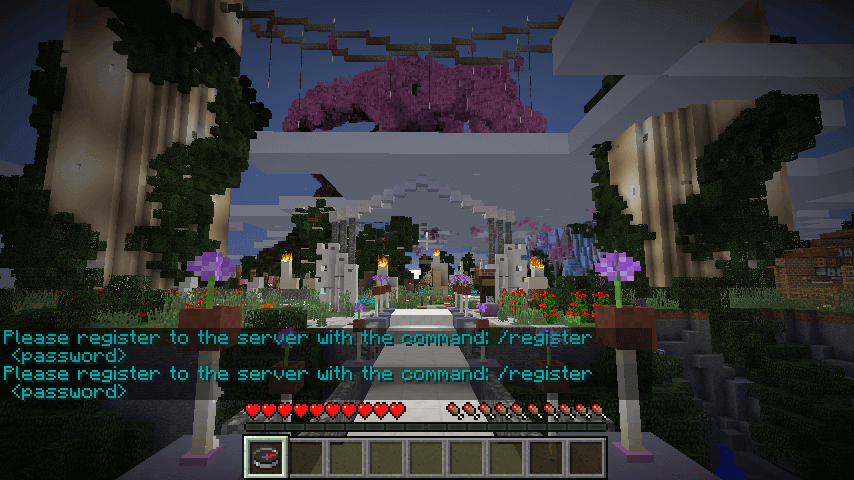 Please register to the server with the command: /register
<password>
Please register to the server with the command: /register
<password>